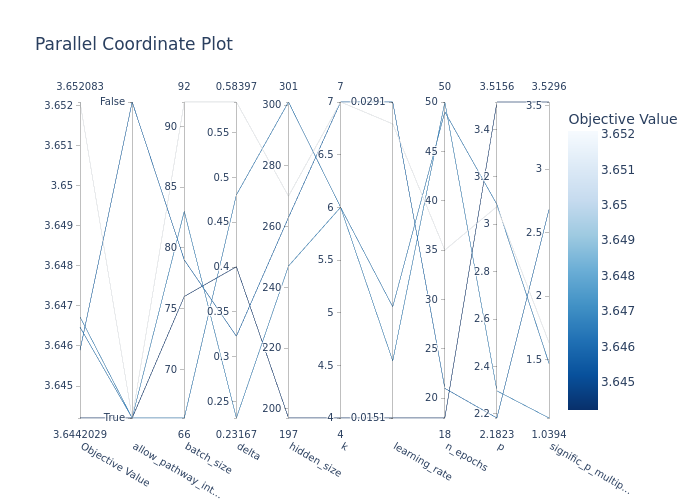 Parallel Coordinate Plot
3.652083 92 0.58397 301 7 50 3.5156 3.5296
Objective Value
3.652 False 90 0.55 300 7 0.0291 50 3.4 3.5 3.652
3.651 85 0.5 280 6.5 45 3.2 3 3.651
3.65 80 0.45 260 6 40 3 2.5 3.65
3.649 75 0.4 240 5.5 35 2.8 2 3.649
3.648 70 0.35 220 5 30 2.6 1.5 3.648
3.647 0.3 200 4.5 25 2.4 3.647
3.646 0.25 4 20 2.2 3.646
3.645 True 0.0151 3.645
3.6442029 66 0.23167 197 4 18 2.1823 1.0394
Objective Value allow_pathway_int... batch_size delta hidden_size k learning_rate n_epochs p signific_p_multip...